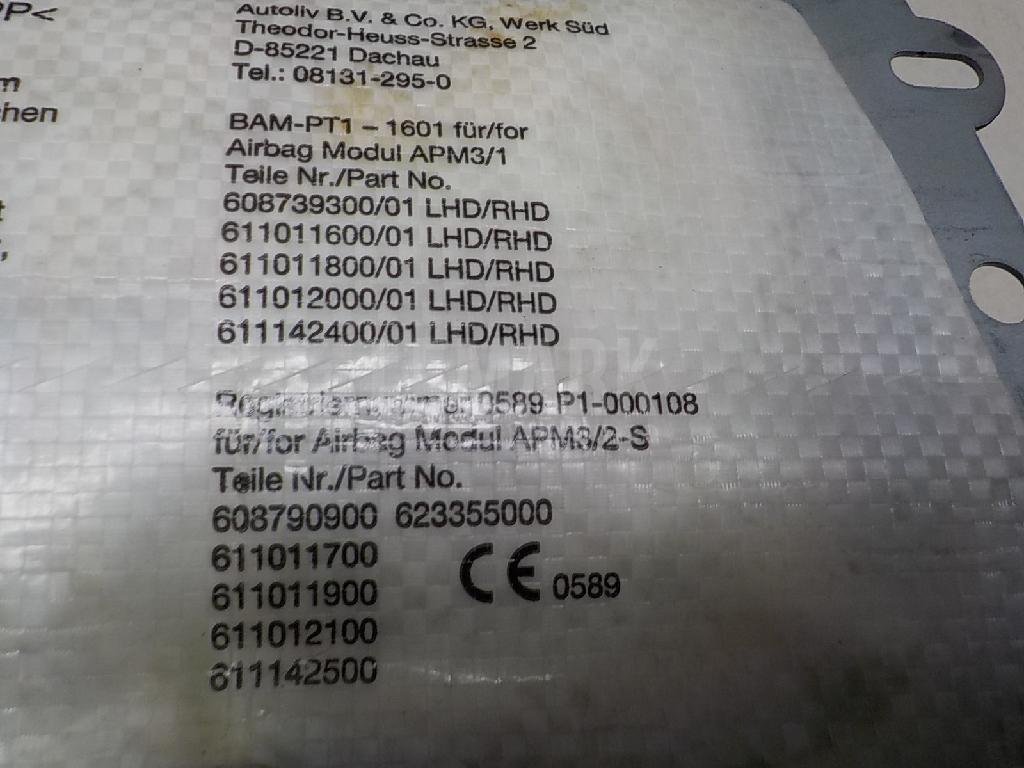 PP<
Autoliv B.V. & Co. KG, Werk Süd
Theodor-Heuss-Strasse 2
D-85221 Dachau
Tel.: 08131-295-0
BAM-PT1 – 1601 für/for
Airbag Modul APM3/1
Teile Nr./Part No.
608739300/01 LHD/RHD
611011600/01 LHD/RHD
611011800/01 LHD/RHD
611012000/01 LHD/RHD
611142400/01 LHD/RHD
MARK
0589-P1-000108
für/for Airbag Modul APM3/2-S
Teile Nr./Part No.
608790900 623355000
611011700
611011900
611012100
611142500
CE 0589